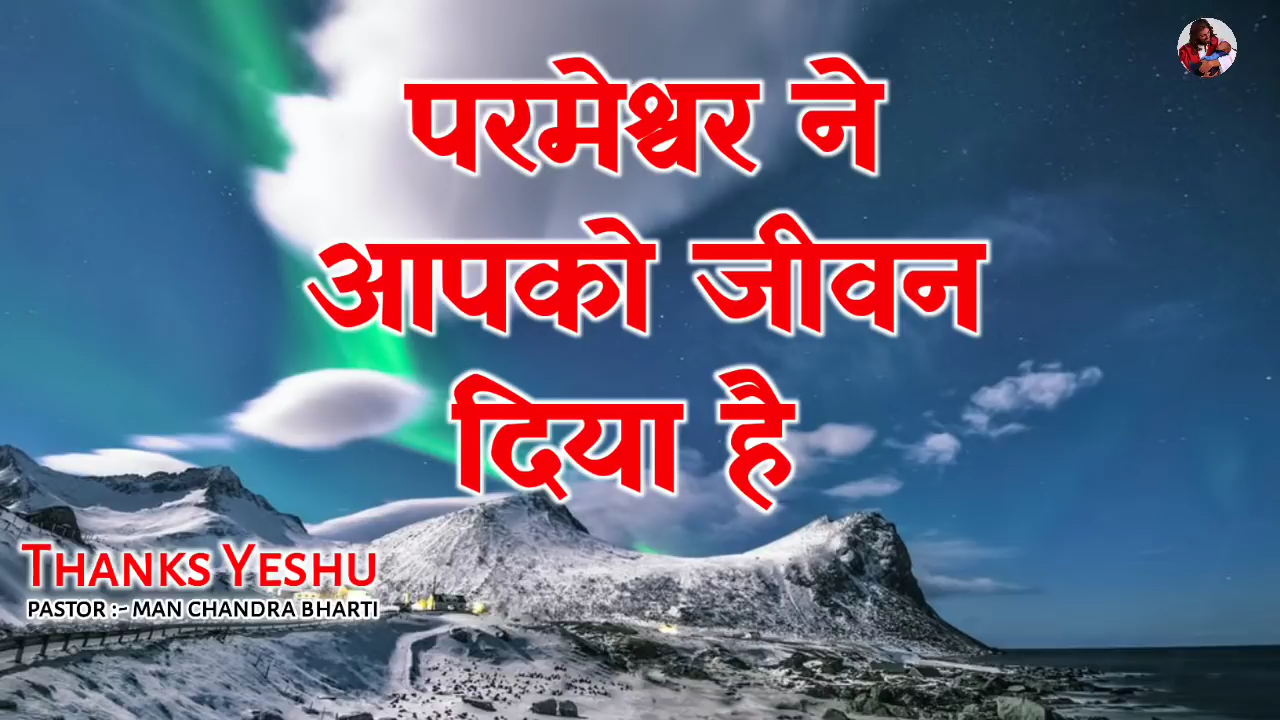 परमेश्वर ने
आपको जीवन
दिया है
THANKS YESHU
PASTOR :- MAN CHANDRA BHARTI